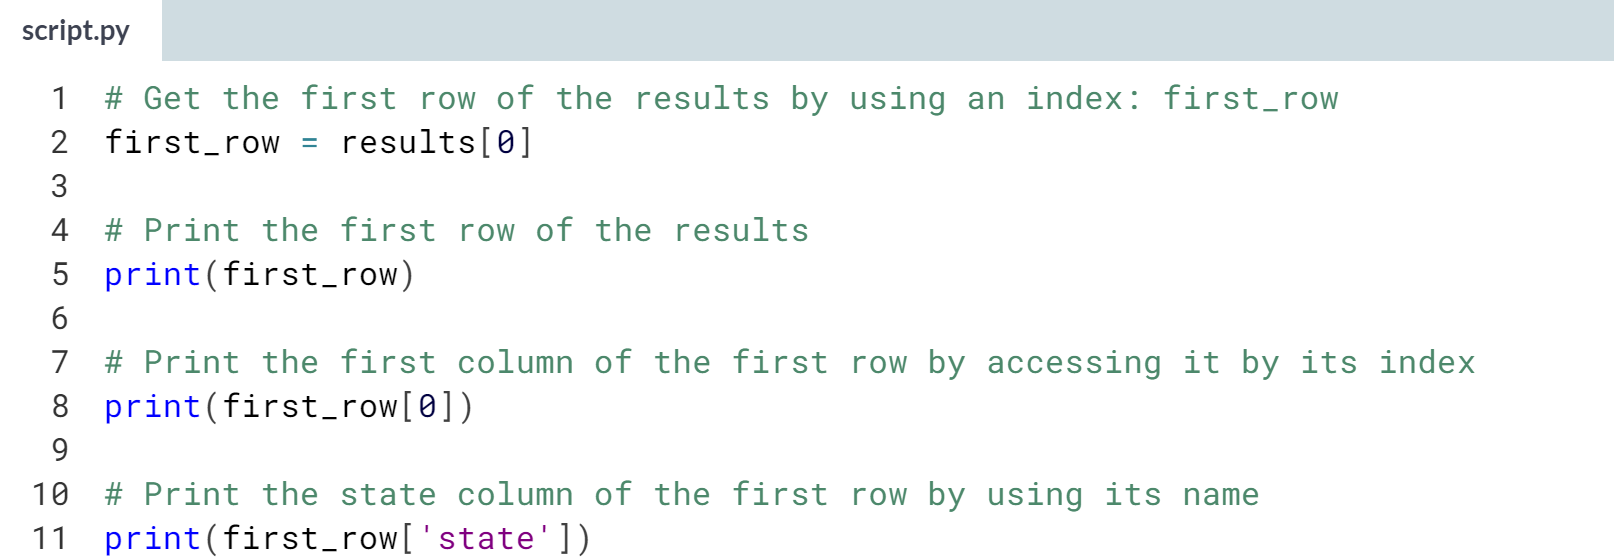 script.py
1 # Get the first row of the results by using an index: first_row
2 first_row = results[0]
3
4 # Print the first row of the results
5 print(first_row)
6
7 # Print the first column of the first row by accessing it by its index
8 print(first_row[0])
9
10 # Print the state column of the first row by using its name
11 print(first_row['state'])